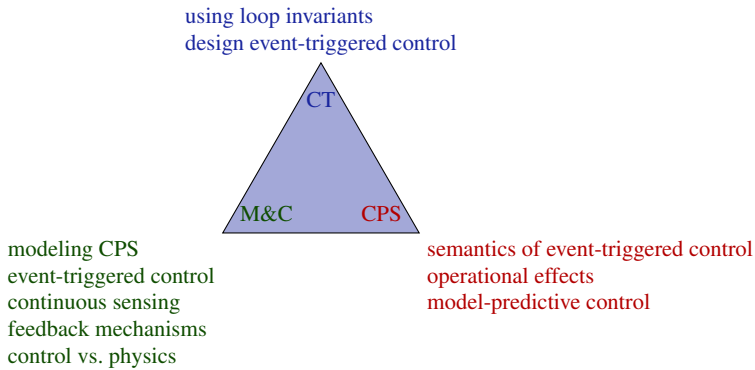 using loop invariants
design event-triggered control
CT
M&C
CPS
modeling CPS
event-triggered control
continuous sensing
feedback mechanisms
control vs. physics
semantics of event-triggered control
operational effects
model-predictive control